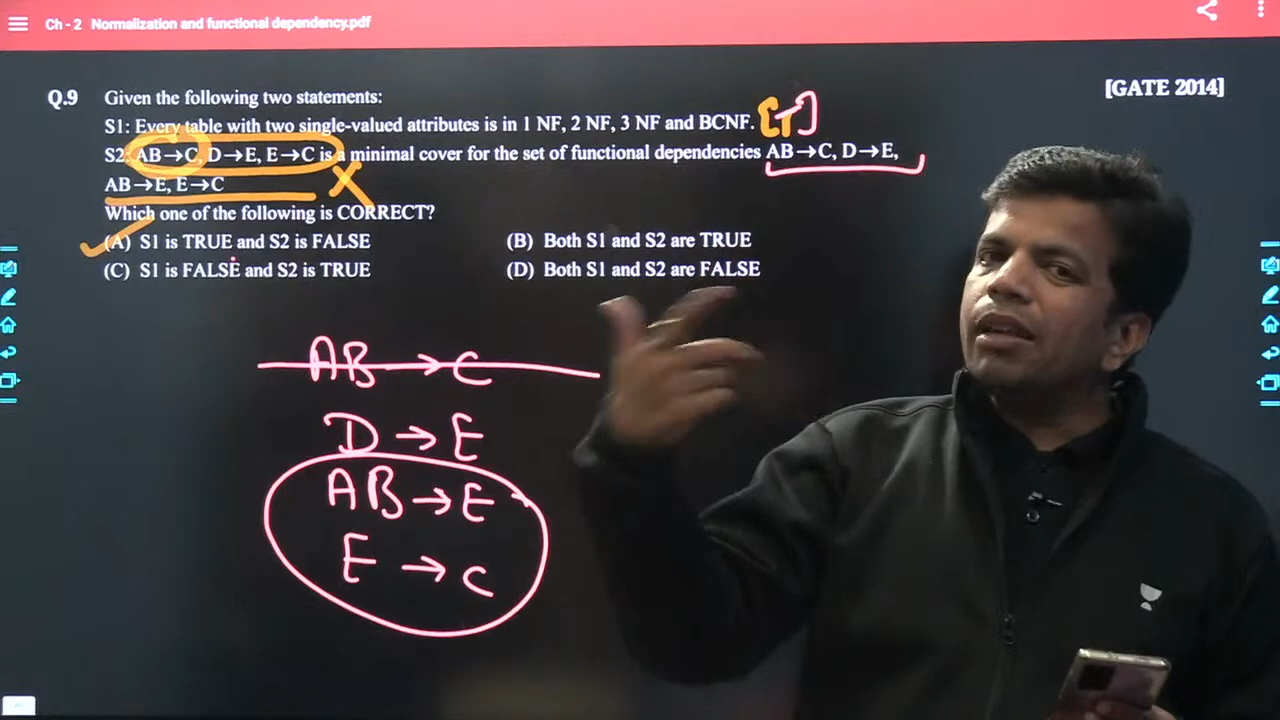 Ch - 2 Normalization and functional dependency.pdf
Q.9 Given the following two statements: [GATE 2014]
S1: Every table with two single-valued attributes is in 1 NF, 2 NF, 3 NF and BCNF. [T]
S2: AB→C, D→E, E→C is a minimal cover for the set of functional dependencies AB→C, D→E,
AB→E, E→C
Which one of the following is CORRECT?
(A) S1 is TRUE and S2 is FALSE (B) Both S1 and S2 are TRUE
(C) S1 is FALSE and S2 is TRUE (D) Both S1 and S2 are FALSE
AB → C
D → E
AB → E
E → C